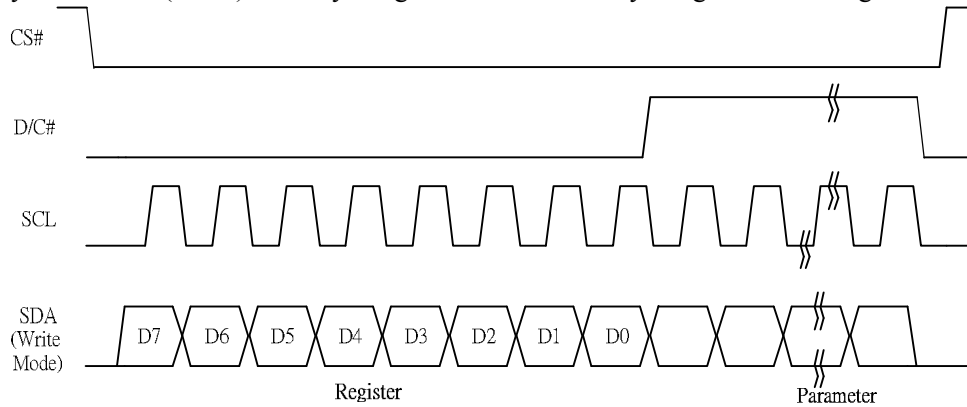 CS#
D/C#
SCL
SDA
(Write
Mode)
D7 D6 D5 D4 D3 D2 D1 D0
Register
Parameter